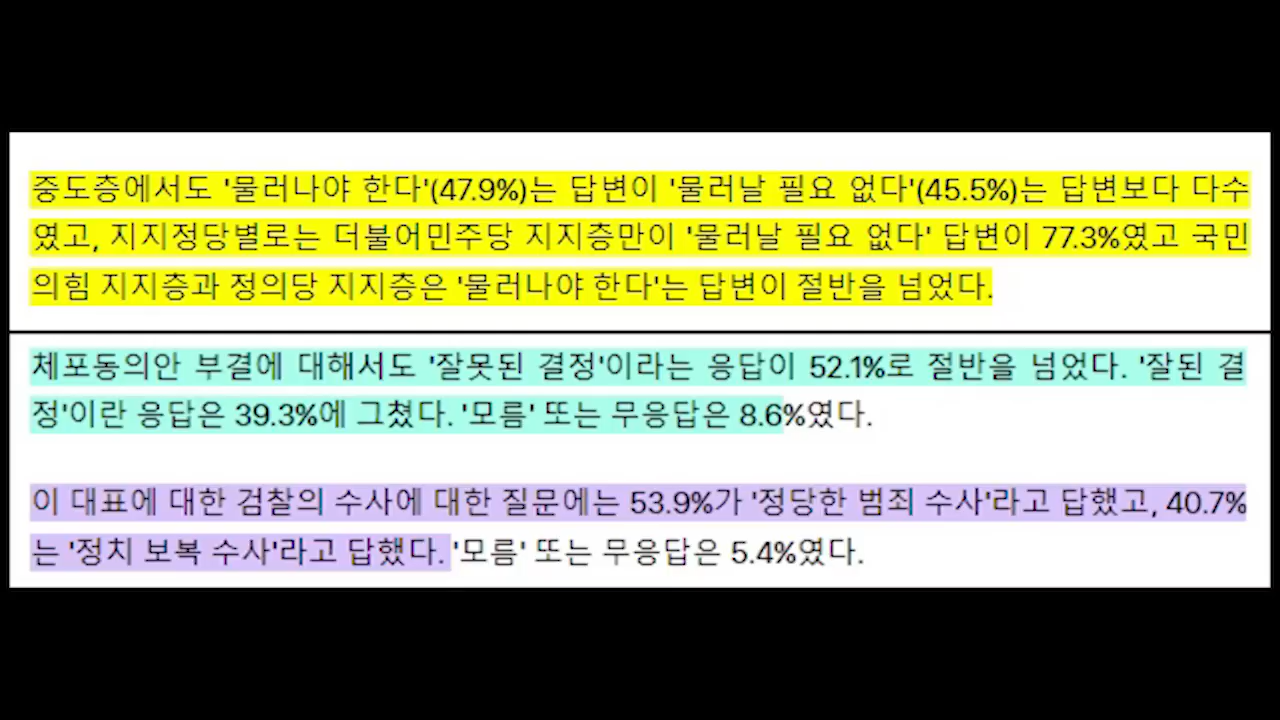 중도층에서도 '물러나야 한다'(47.9%)는 답변이 '물러날 필요 없다'(45.5%)는 답변보다 다수
였고, 지지정당별로는 더불어민주당 지지층만이 '물러날 필요 없다' 답변이 77.3%였고 국민
의힘 지지층과 정의당 지지층은 '물러나야 한다'는 답변이 절반을 넘었다.
체포동의안 부결에 대해서도 '잘못된 결정'이라는 응답이 52.1%로 절반을 넘었다. '잘된 결
정'이란 응답은 39.3%에 그쳤다. '모름' 또는 무응답은 8.6%였다.
이 대표에 대한 검찰의 수사에 대한 질문에는 53.9%가 '정당한 범죄 수사'라고 답했고, 40.7%
는 '정치 보복 수사'라고 답했다. '모름' 또는 무응답은 5.4%였다.